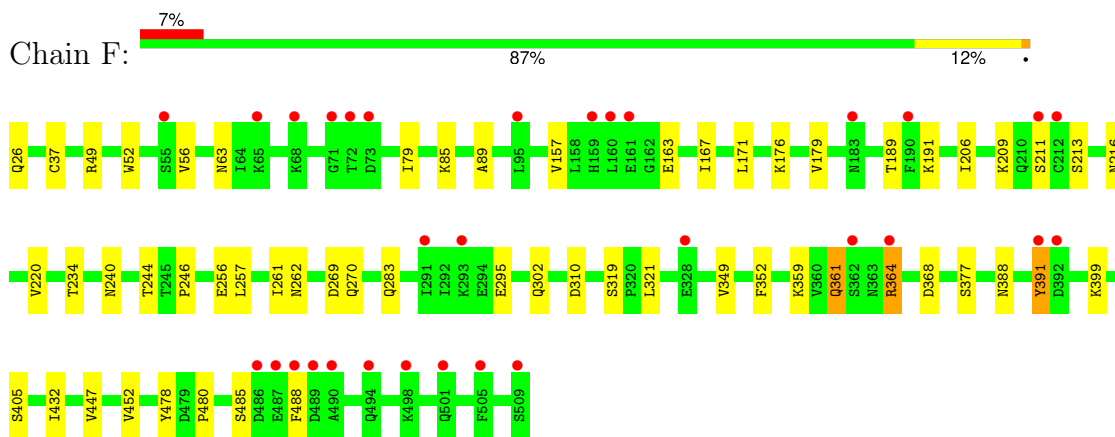 7%
Chain F:
87% 12% •
Q26 C37 R49 W52 S55 V56 N63 I64 K65 K68 G71 T72 D73 I79 K85 A89 L95 V157 L158 H159 L160 E161 G162 E163 I167 L171 K176 V179 N183 T189 F190 K191 I206 K209 Q210 S211 C212 S213 N216
V220 T234 N240 T244 T245 P246 E256 L257 I261 N262 D269 Q270 Q283 I291 I292 K293 E294 E295 Q302 D310 S319 P320 L321 E328 V349 F352 K359 V360 Q361 S362 N363 R364 D368 S377 N388 Y391 D392 K399
S405 I432 V447 V452 Y478 D479 P480 S485 D486 E487 F488 D489 A490 Q494 K498 Q501 F505 S509